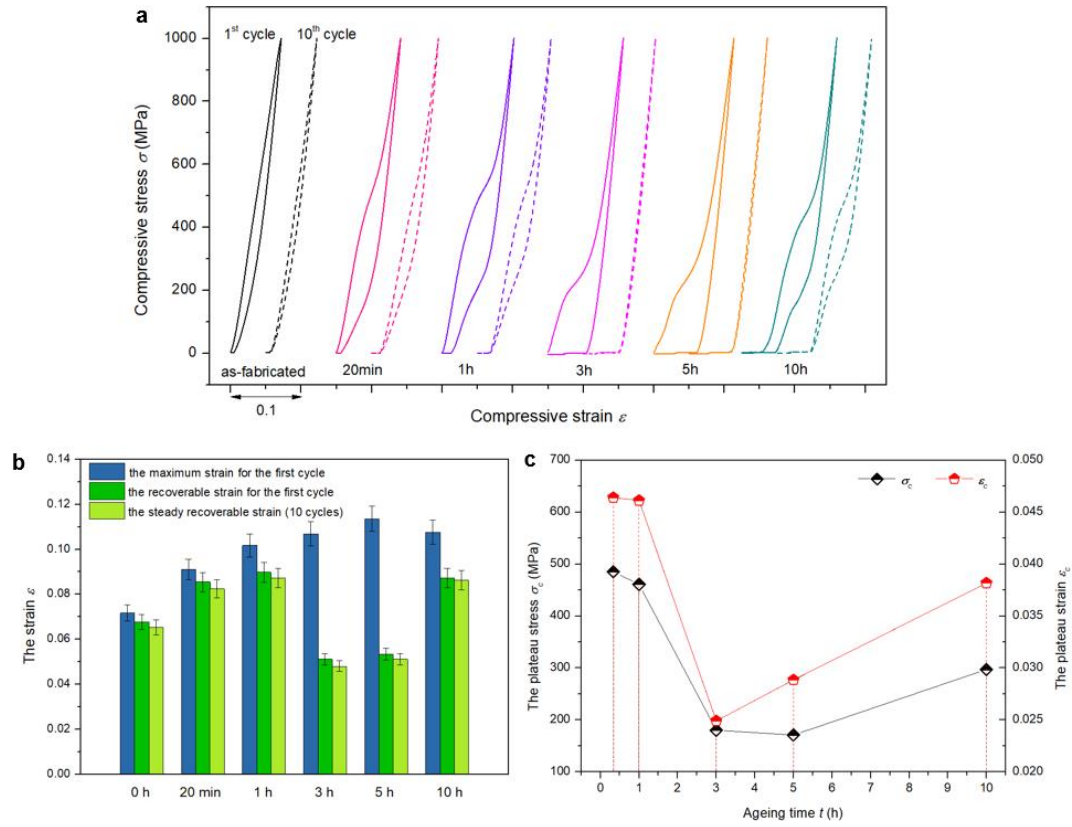 a
1st cycle 10th cycle
1000
800
600
400
200
0
Compressive stress σ (MPa)
as-fabricated 20min 1h 3h 5h 10h
0.1
Compressive strain ε
b
0.14
0.12
0.10
0.08
0.06
0.04
0.02
0.00
The strain ε
the maximum strain for the first cycle
the recoverable strain for the first cycle
the steady recoverable strain (10 cycles)
0 h 20 min 1 h 3 h 5 h 10 h
c
700
600
500
400
300
200
100
The plateau stress σc (MPa)
σc εc
0.050
0.045
0.040
0.035
0.030
0.025
0.020
The plateau strain εc
0 1 2 3 4 5 6 7 8 9 10
Ageing time t (h)